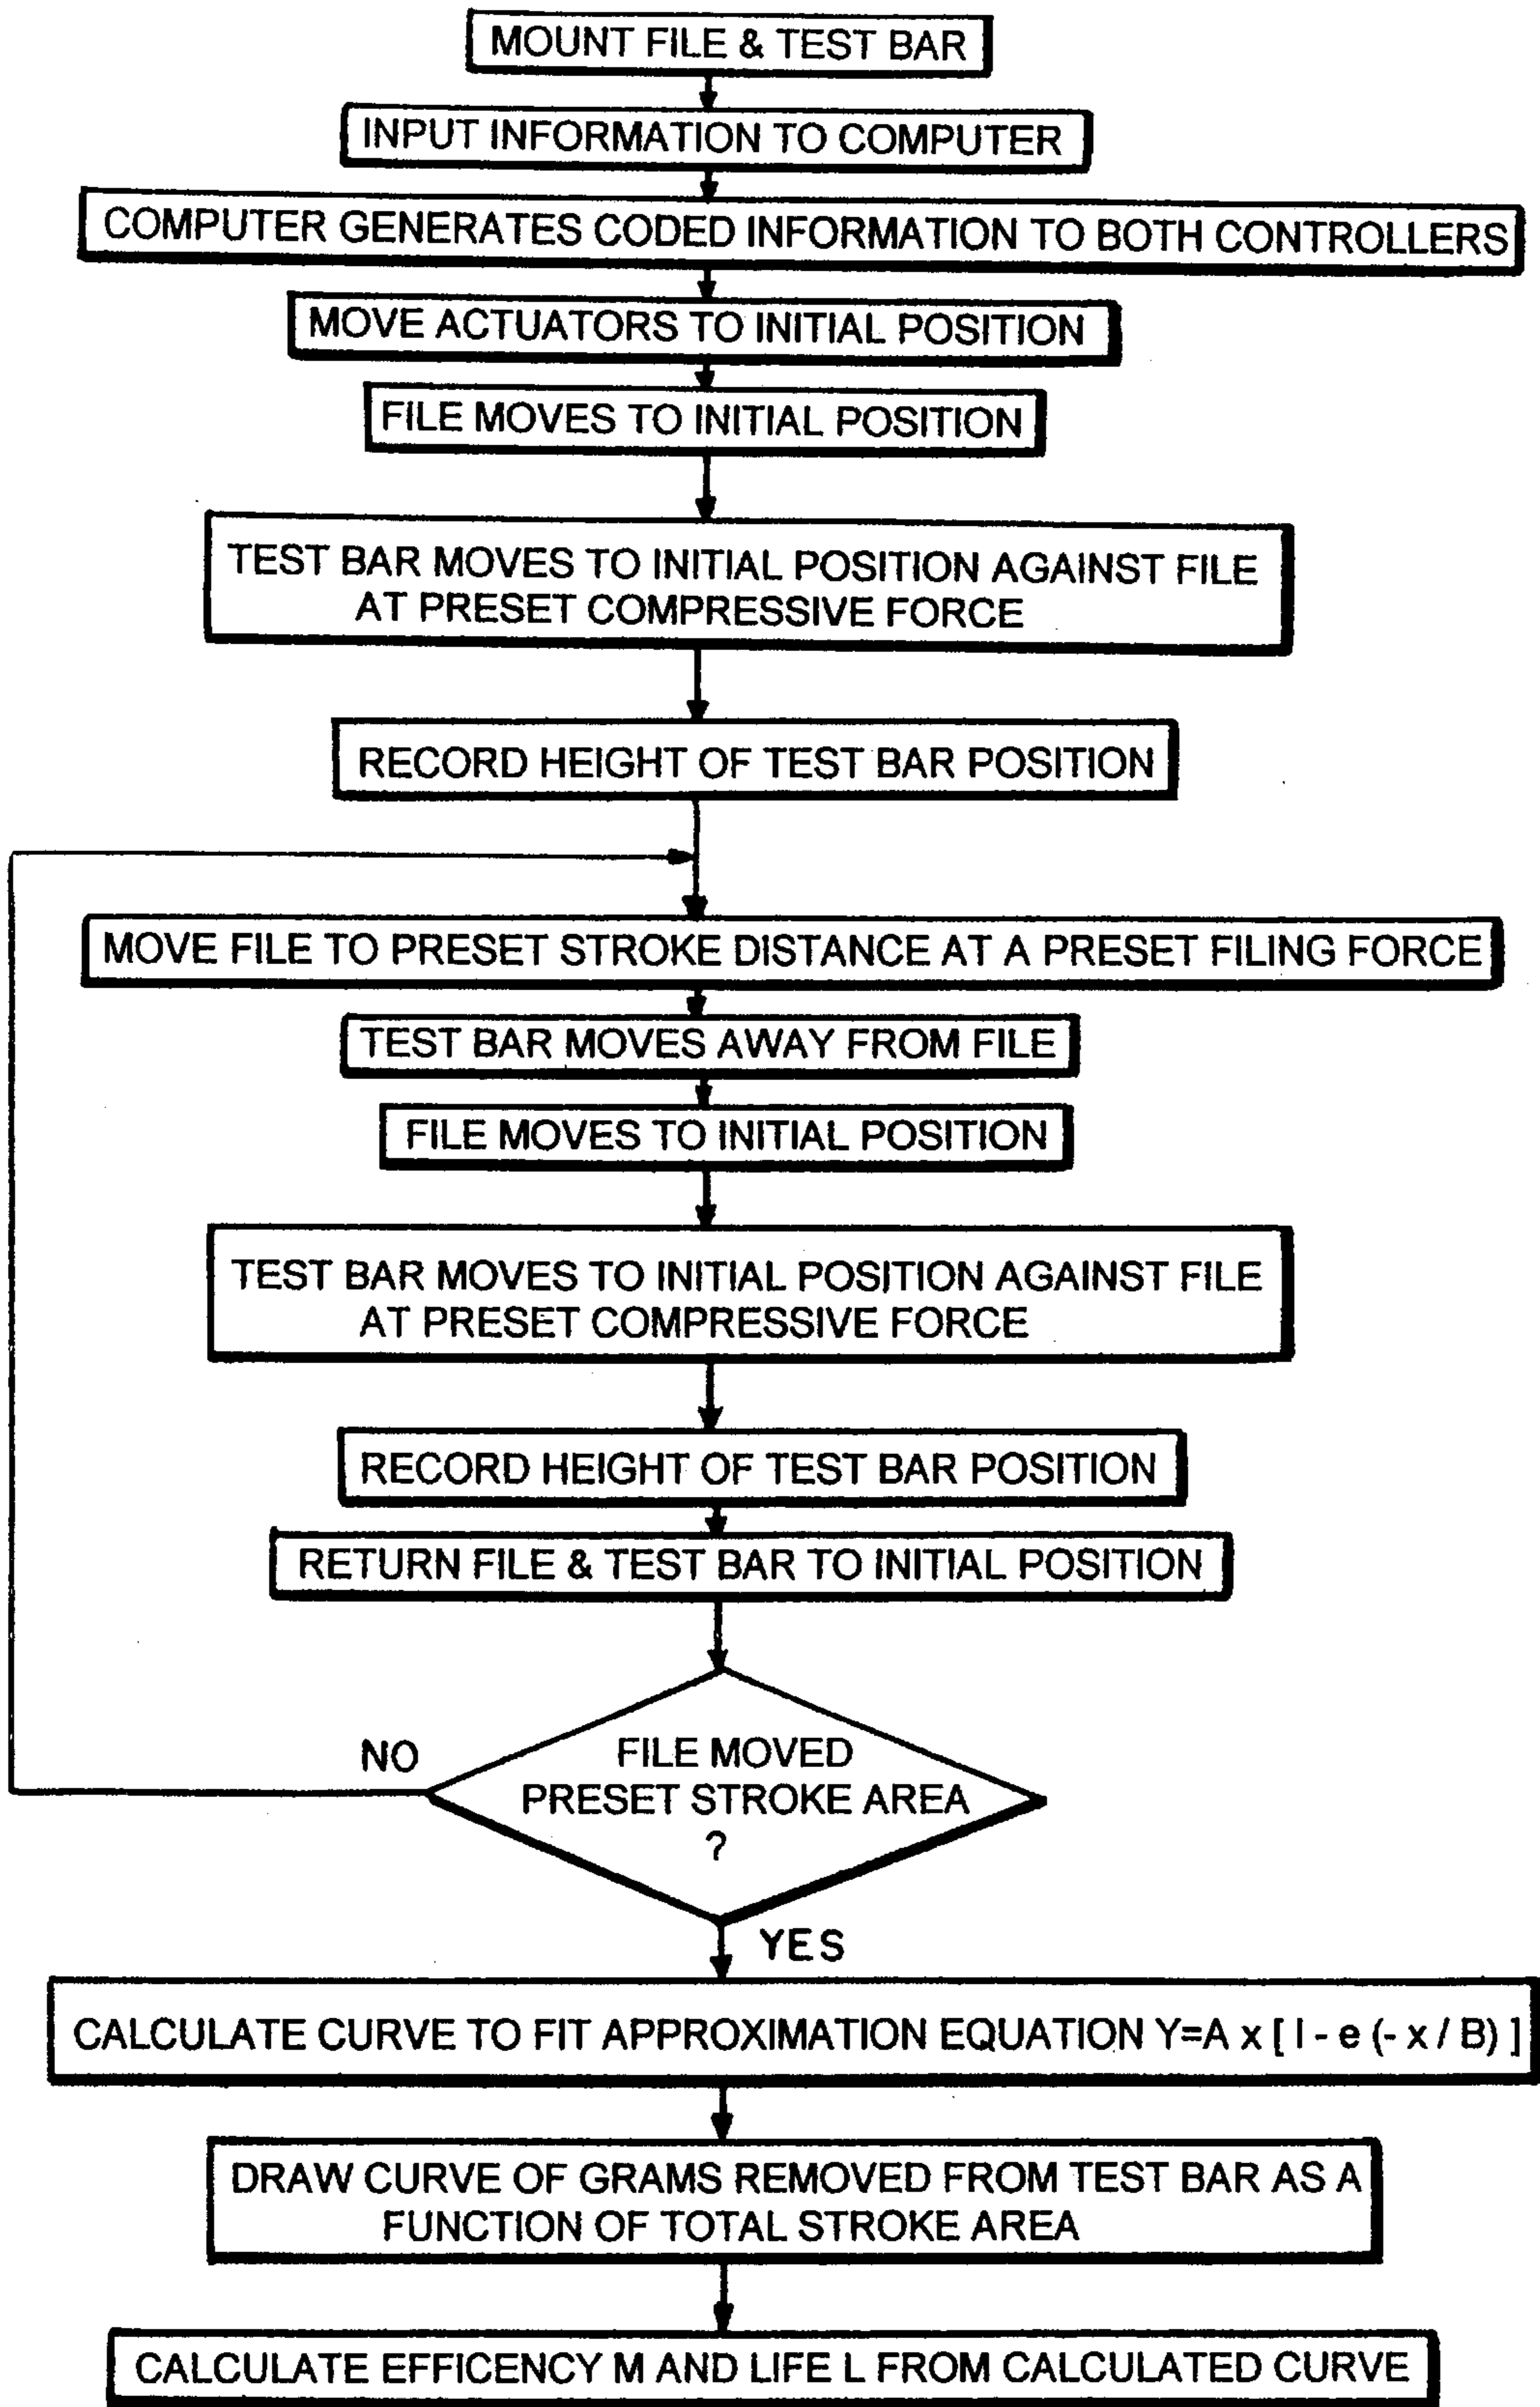 MOUNT FILE & TEST BAR
INPUT INFORMATION TO COMPUTER
COMPUTER GENERATES CODED INFORMATION TO BOTH CONTROLLERS
MOVE ACTUATORS TO INITIAL POSITION
FILE MOVES TO INITIAL POSITION
TEST BAR MOVES TO INITIAL POSITION AGAINST FILE
AT PRESET COMPRESSIVE FORCE
RECORD HEIGHT OF TEST BAR POSITION
MOVE FILE TO PRESET STROKE DISTANCE AT A PRESET FILING FORCE
TEST BAR MOVES AWAY FROM FILE
FILE MOVES TO INITIAL POSITION
TEST BAR MOVES TO INITIAL POSITION AGAINST FILE
AT PRESET COMPRESSIVE FORCE
RECORD HEIGHT OF TEST BAR POSITION
RETURN FILE & TEST BAR TO INITIAL POSITION
NO
FILE MOVED
PRESET STROKE AREA
?
YES
CALCULATE CURVE TO FIT APPROXIMATION EQUATION Y=A x [ I - e (- x / B) ]
DRAW CURVE OF GRAMS REMOVED FROM TEST BAR AS A
FUNCTION OF TOTAL STROKE AREA
CALCULATE EFFICENCY M AND LIFE L FROM CALCULATED CURVE